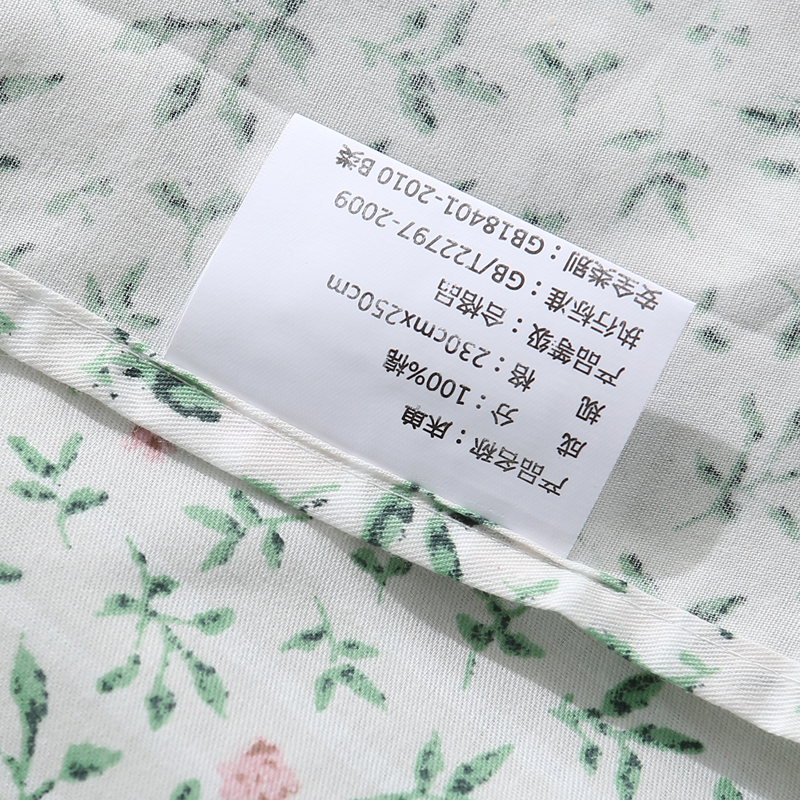 产品名称：床单
成 分：100%棉
规 格：230cmx250cm
产品等级：合格品
执行标准：GB/T22797-2009
安全类别：GB18401-2010 B类